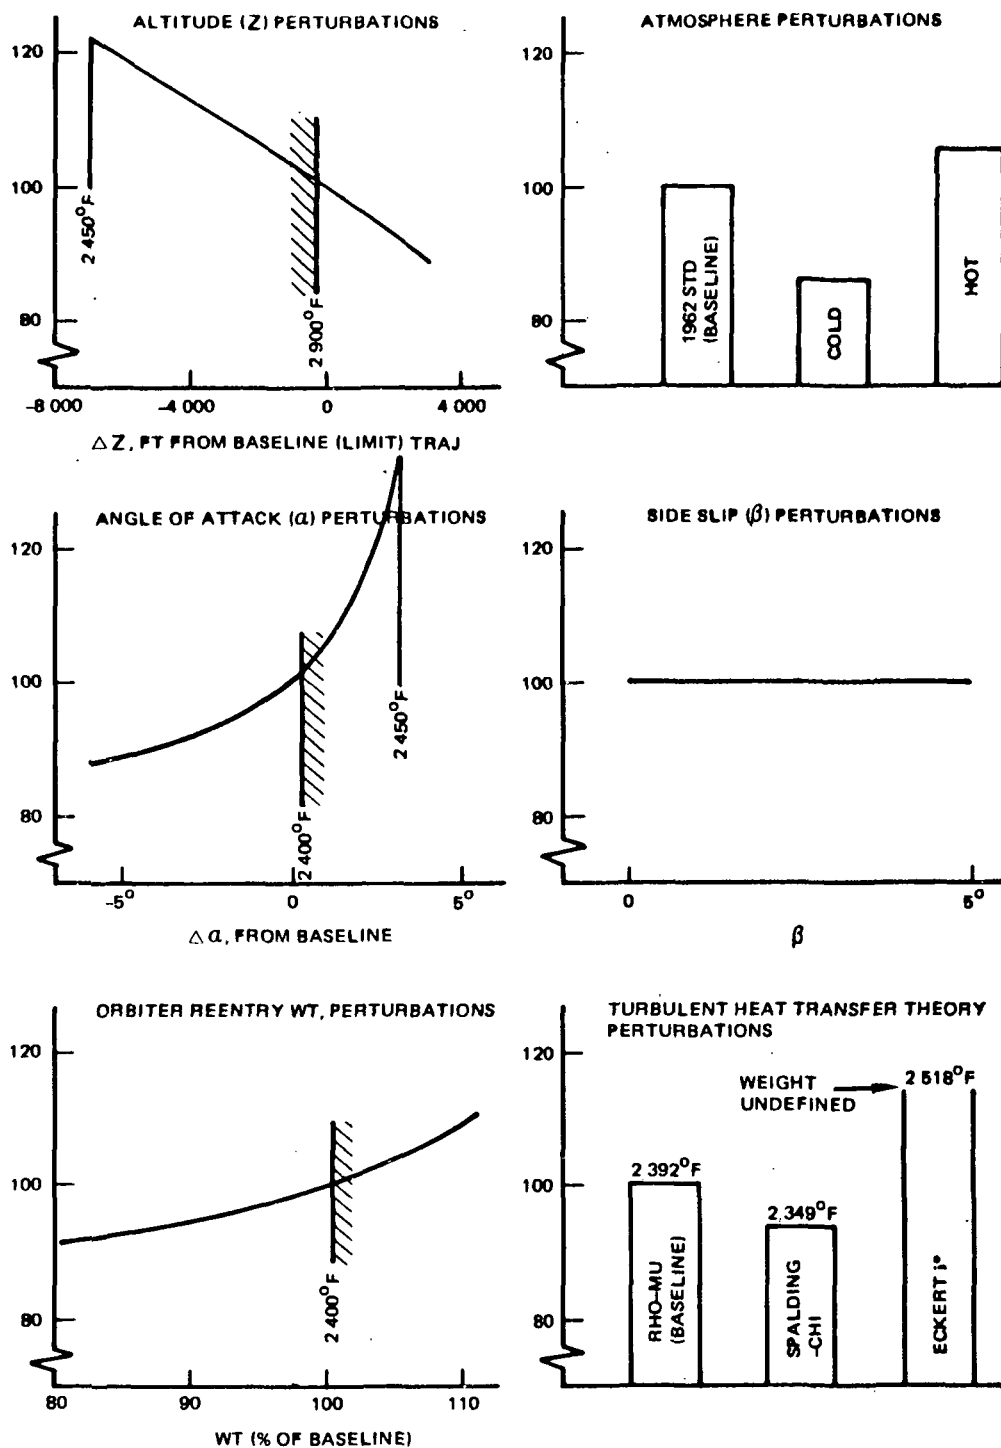 ALTITUDE (Z) PERTURBATIONS
120
100
80
2 450°F
2 900°F
-8 000
-4 000
0
4 000
△ Z, FT FROM BASELINE (LIMIT) TRAJ
ATMOSPHERE PERTURBATIONS
120
100
80
1962 STD
(BASELINE)
COLD
HOT
ANGLE OF ATTACK (α) PERTURBATIONS
120
100
80
2 400°F
2 450°F
-5°
0
5°
△ α, FROM BASELINE
SIDE SLIP (β) PERTURBATIONS
120
100
80
0
5°
β
ORBITER REENTRY WT, PERTURBATIONS
120
100
80
2 400°F
80
90
100
110
WT (% OF BASELINE)
TURBULENT HEAT TRANSFER THEORY
PERTURBATIONS
120
100
80
WEIGHT
UNDEFINED
2 518°F
2 392°F
2,349°F
RHO-MU
(BASELINE)
SPALDING
-CHI
ECKERT i*